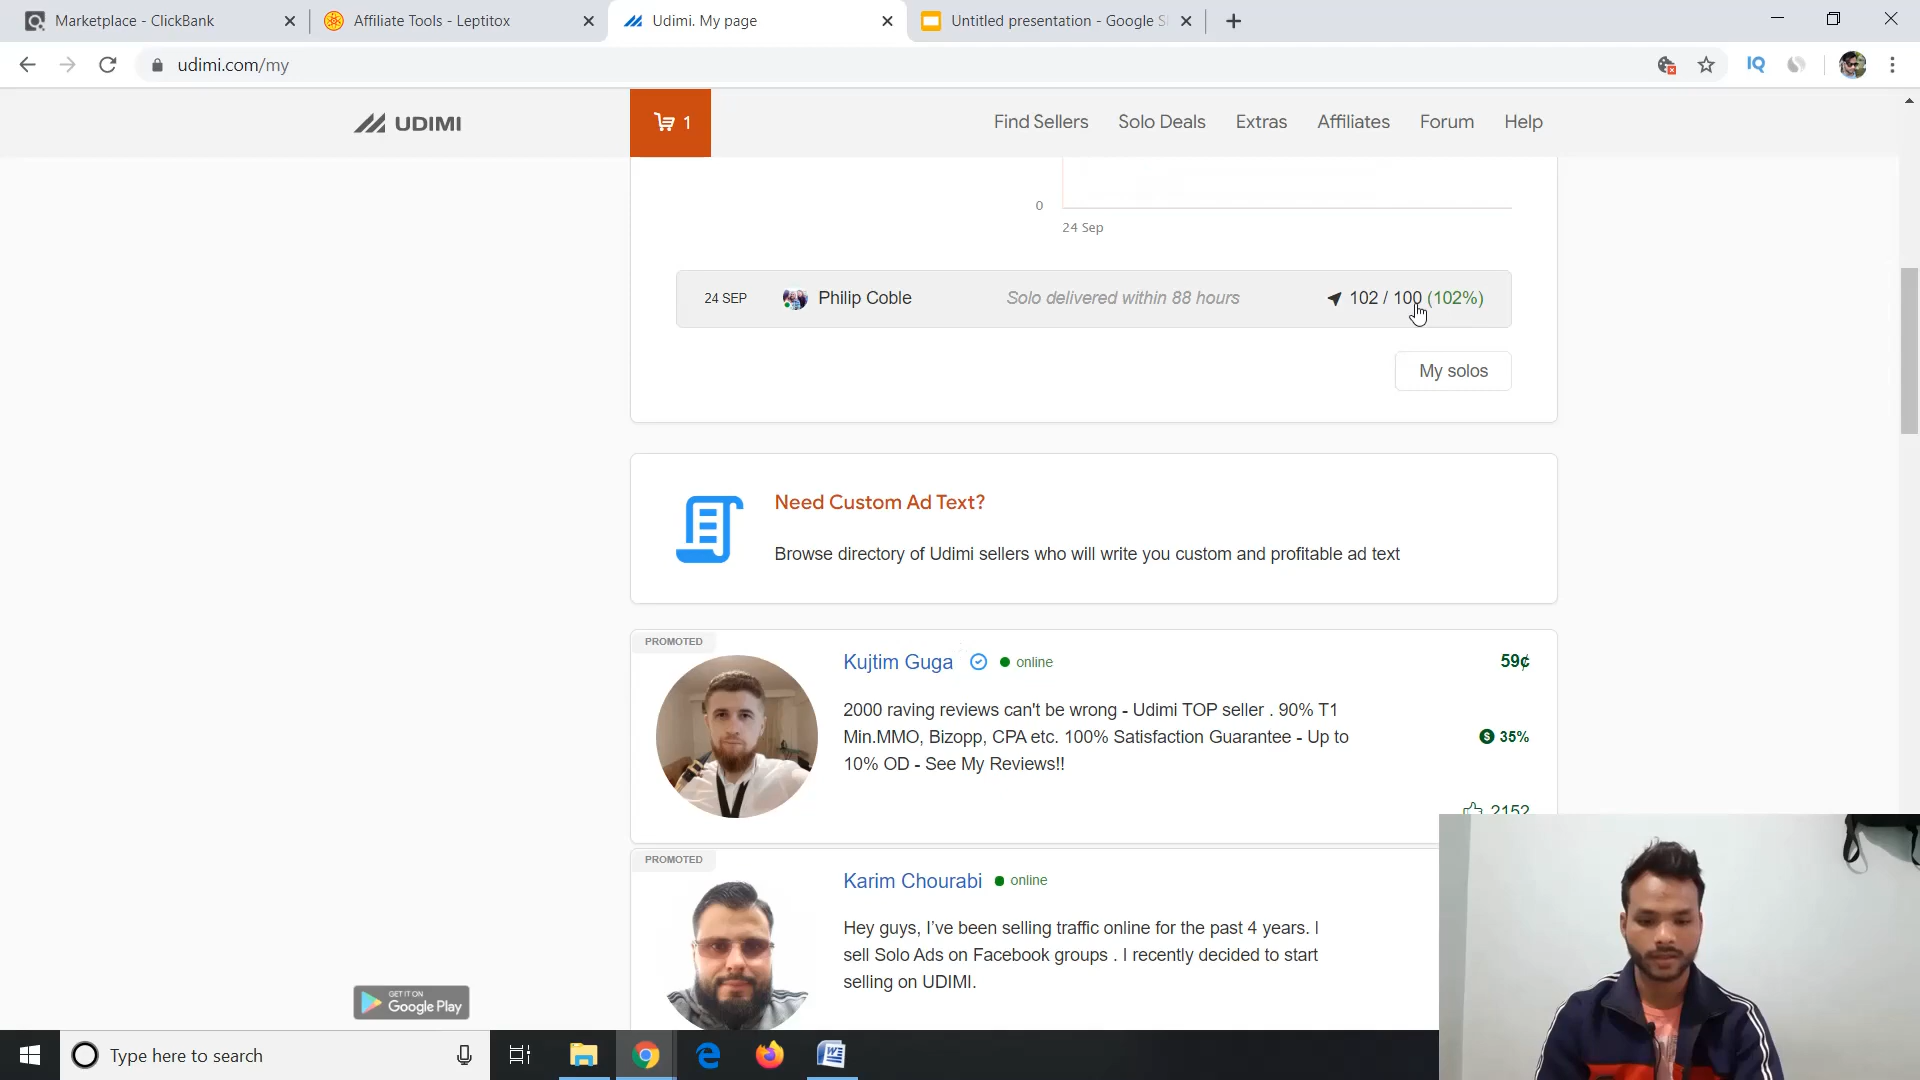 Marketplace - ClickBank
Affiliate Tools - Leptitox
Udimi. My page
Untitled presentation - Google Sl
udimi.com/my
IQ
UDIMI
1
Find Sellers
Solo Deals
Extras
Affiliates
Forum
Help
0
24 Sep
24 SEP
Philip Coble
Solo delivered within 88 hours
102 / 100 (102%)
My solos
Need Custom Ad Text?
Browse directory of Udimi sellers who will write you custom and profitable ad text
PROMOTED
Kujtim Guga
online
59¢
2000 raving reviews can't be wrong - Udimi TOP seller . 90% T1
Min.MMO, Bizopp, CPA etc. 100% Satisfaction Guarantee - Up to
10% OD - See My Reviews!!
35%
2152
PROMOTED
Karim Chourabi
online
Hey guys, I've been selling traffic online for the past 4 years. I
sell Solo Ads on Facebook groups . I recently decided to start
selling on UDIMI.
GET IT ON
Google Play
Type here to search